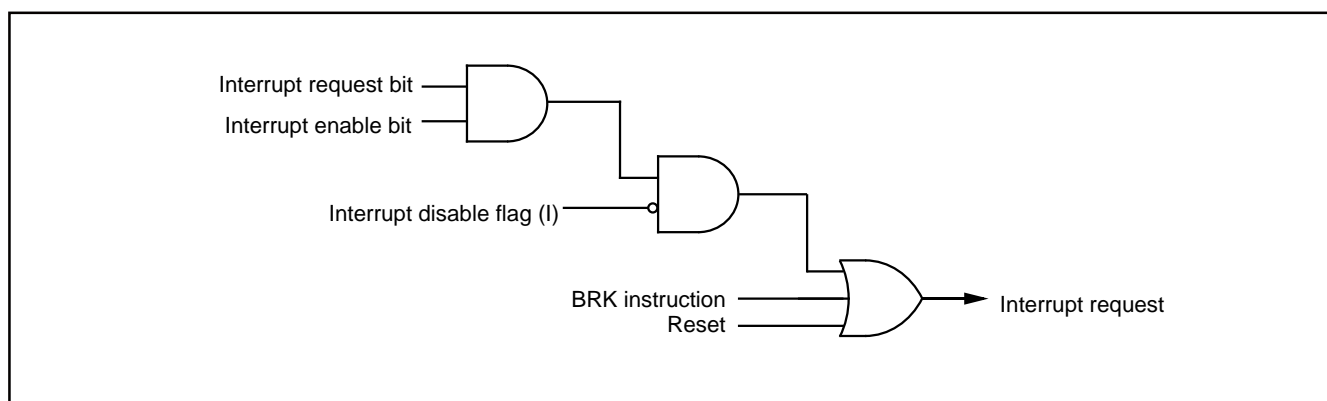 Interrupt request bit
Interrupt enable bit
Interrupt disable flag (I)
BRK instruction
Reset
Interrupt request